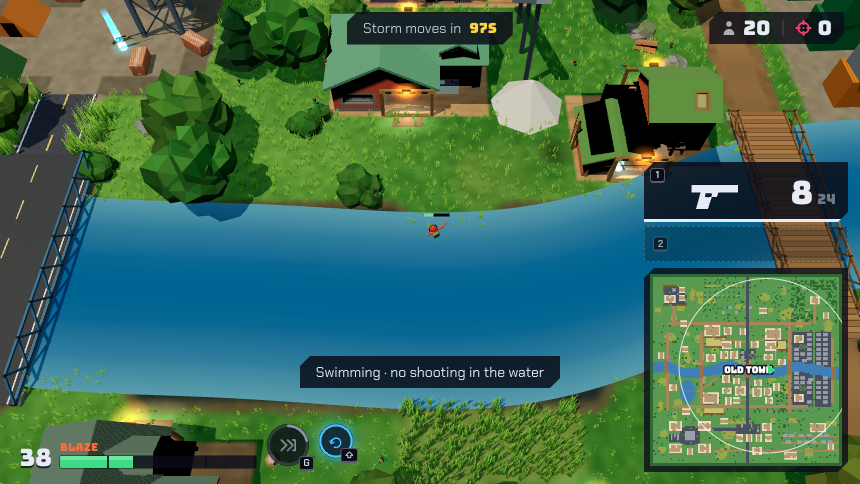 Storm moves in 97S
20 0
1
8 24
2
OLD TOWN
Swimming · no shooting in the water
BLAZE
38
G